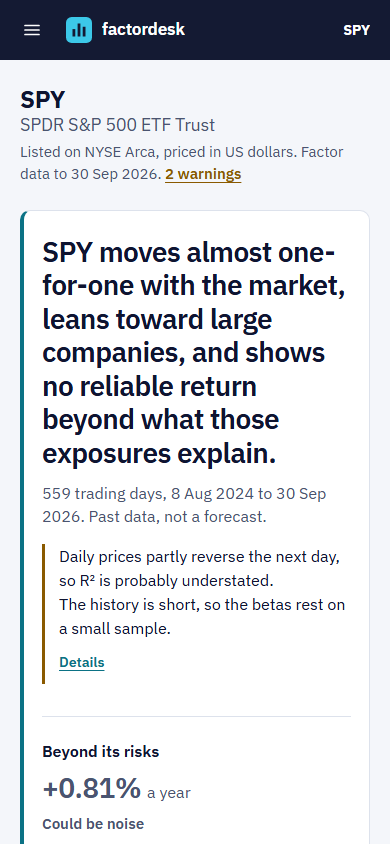 factordesk
SPY
SPY
SPDR S&P 500 ETF Trust
Listed on NYSE Arca, priced in US dollars. Factor
data to 30 Sep 2026. 2 warnings
SPY moves almost one-
for-one with the market,
leans toward large
companies, and shows
no reliable return
beyond what those
exposures explain.
559 trading days, 8 Aug 2024 to 30 Sep
2026. Past data, not a forecast.
Daily prices partly reverse the next day,
so R² is probably understated.
The history is short, so the betas rest on
a small sample.
Details
Beyond its risks
+0.81% a year
Could be noise